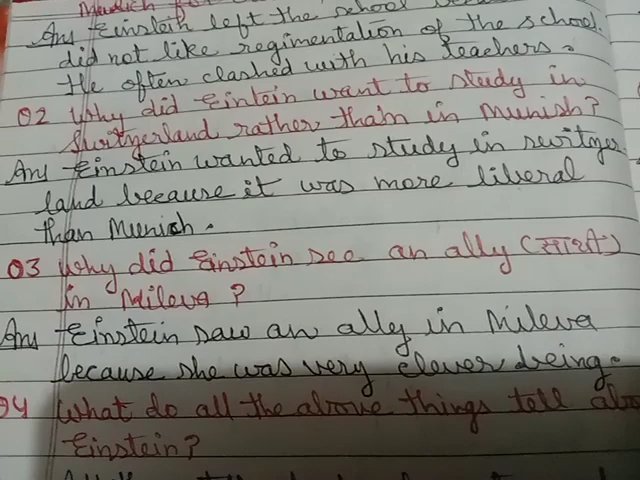 Munich for
Ans Einstein left the school
did not like regimentation of the school.
He often clashed with his teachers.
Q2 Why did Eintein want to study in
Switzerland rather than in Munish?
Ans Einstein wanted to study in switzer
land because it was more liberal
than Munich.
Q3 Why did Einstein see an ally (साथी)
in Mileva?
Ans Einstein saw an ally in Mileva
because she was very clever being.
Q4 What do all the above things tell abo
Einstein?